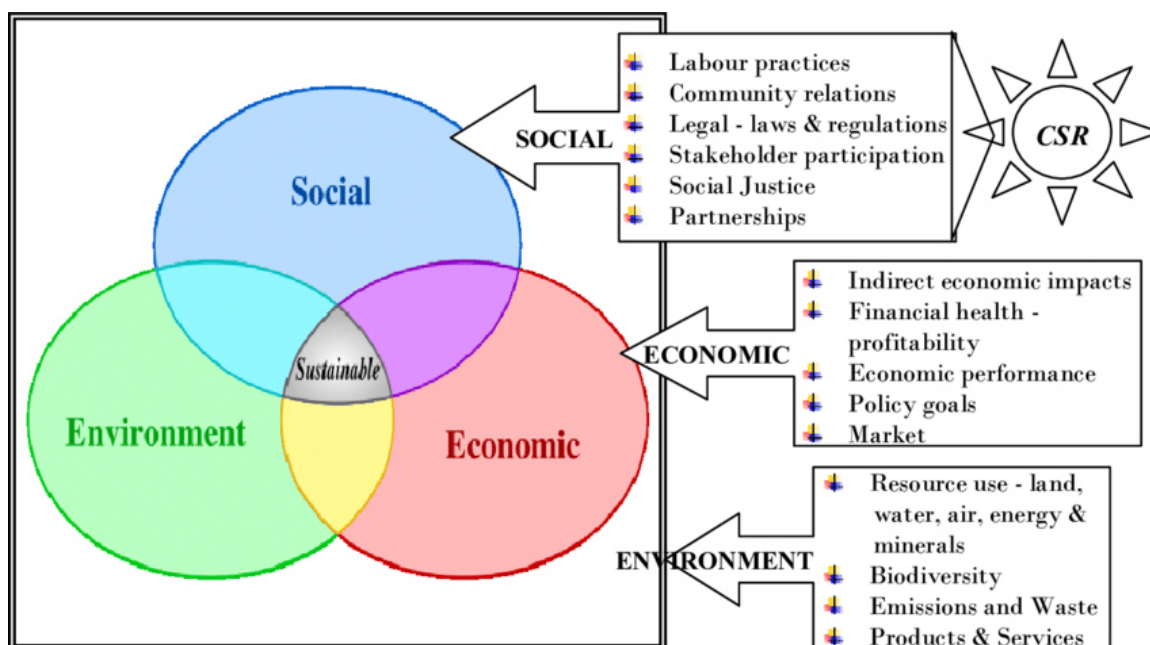 Social
Environment
Economic
Sustainable
SOCIAL
Labour practices
Community relations
Legal - laws & regulations
Stakeholder participation
Social Justice
Partnerships
CSR
ECONOMIC
Indirect economic impacts
Financial health -
profitability
Economic performance
Policy goals
Market
ENVIRONMENT
Resource use - land,
water, air, energy &
minerals
Biodiversity
Emissions and Waste
Products & Services